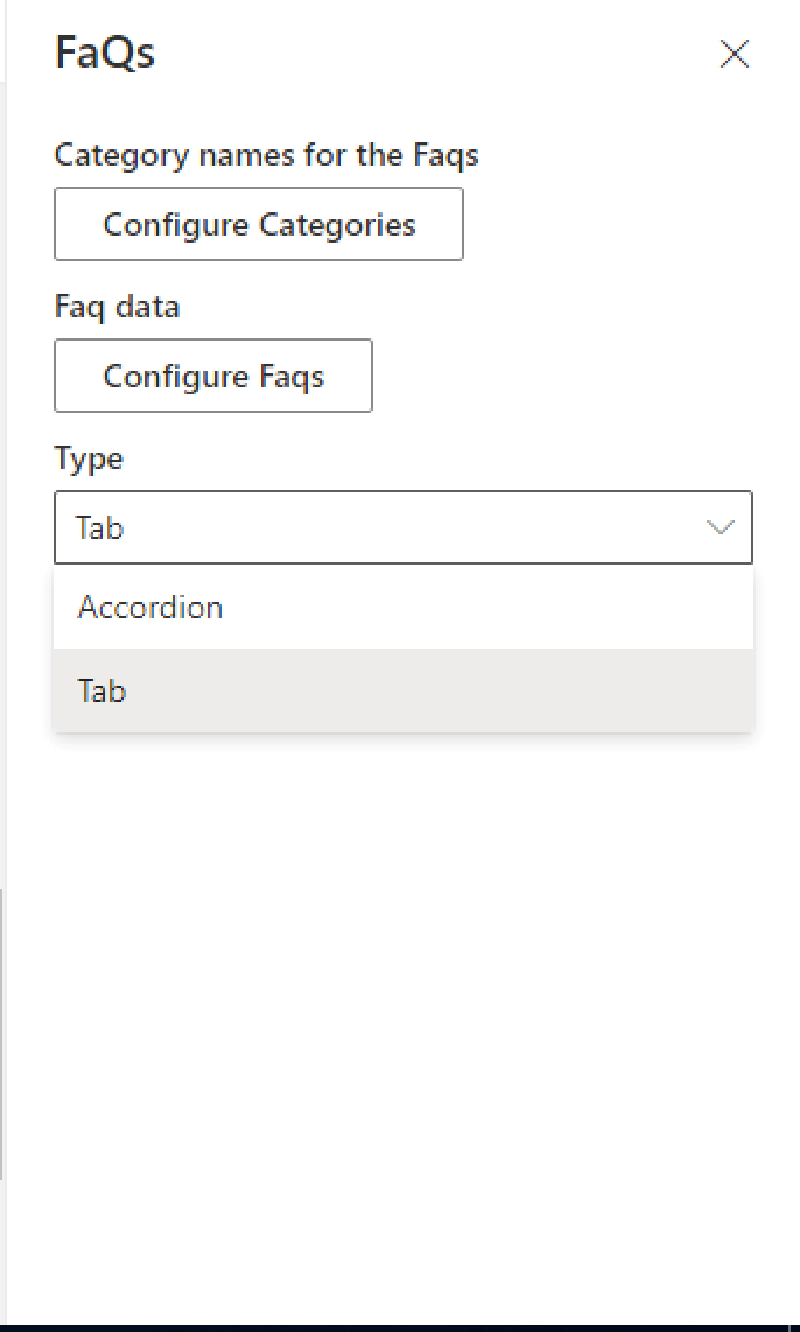 FaQs
Category names for the Faqs
Configure Categories
Faq data
Configure Faqs
Type
Tab
Accordion
Tab